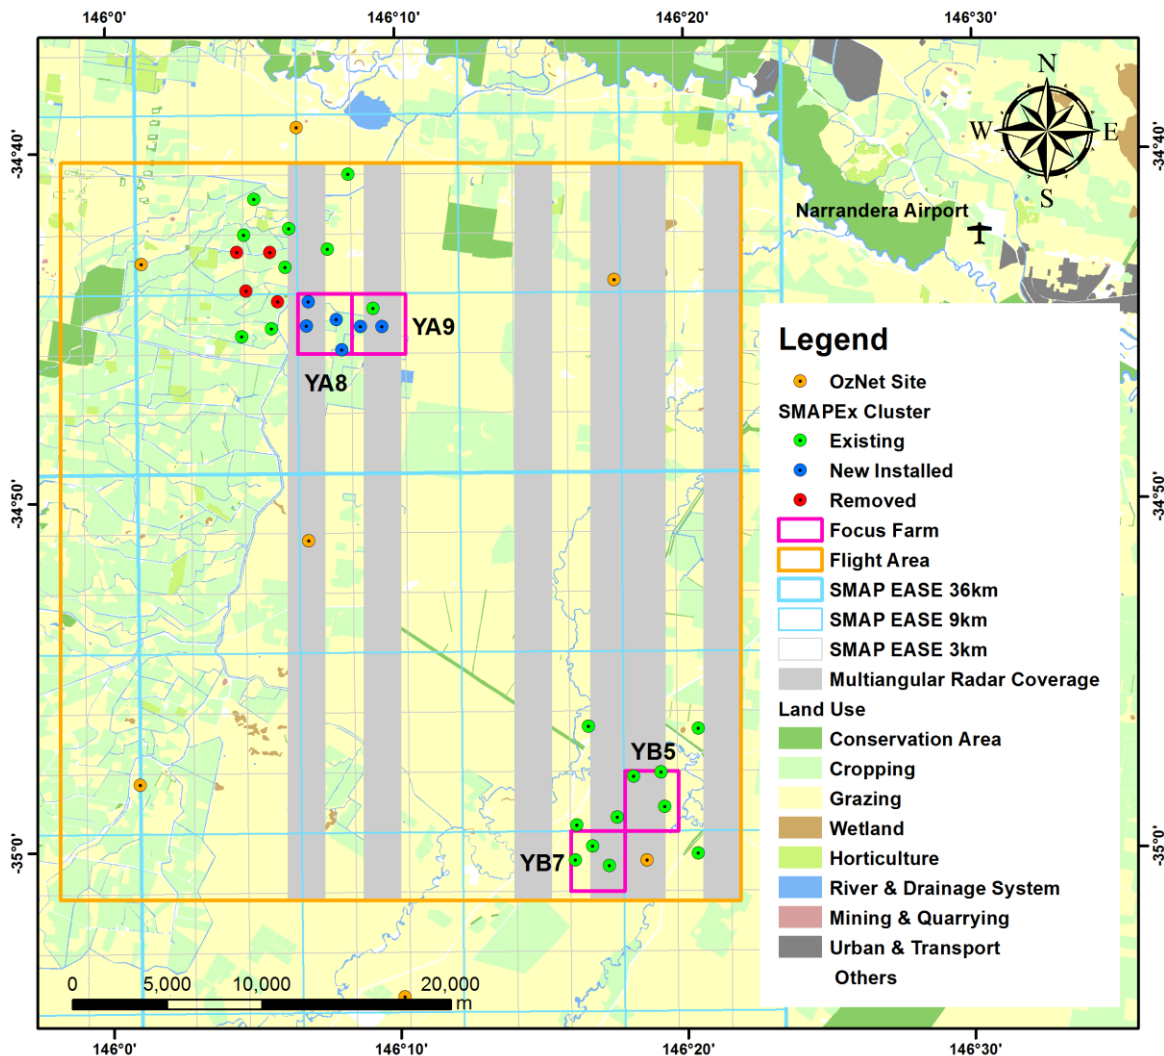 146°0' 146°10' 146°20' 146°30'
N
W E
S
-34°40' -34°40'
Narrandera Airport
YA9
YA8
Legend
OzNet Site
SMAPEx Cluster
Existing
New Installed
Removed
-34°50' -34°50'
Focus Farm
Flight Area
SMAP EASE 36km
SMAP EASE 9km
SMAP EASE 3km
Multiangular Radar Coverage
Land Use
Conservation Area
YB5
Cropping
Grazing
Wetland
-35°0' -35°0'
YB7
Horticulture
River & Drainage System
Mining & Quarrying
Urban & Transport
Others
0 5,000 10,000 20,000
m
146°0' 146°10' 146°20' 146°30'